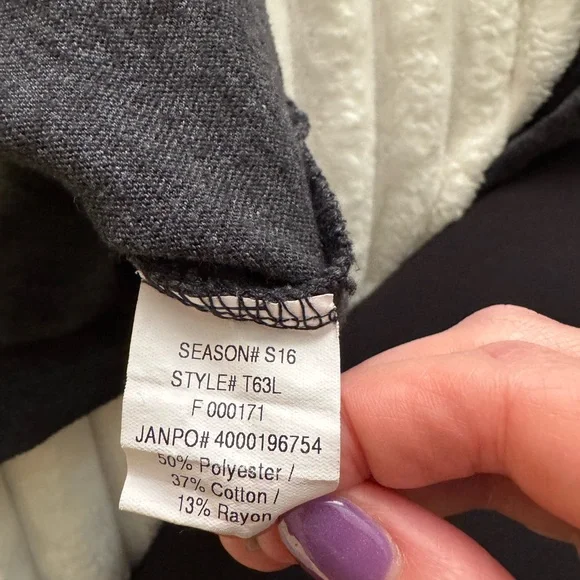 SEASON# S16
STYLE# T63L
F 000171
JANPO# 4000196754
50% Polyester /
37% Cotton /
13% Rayon